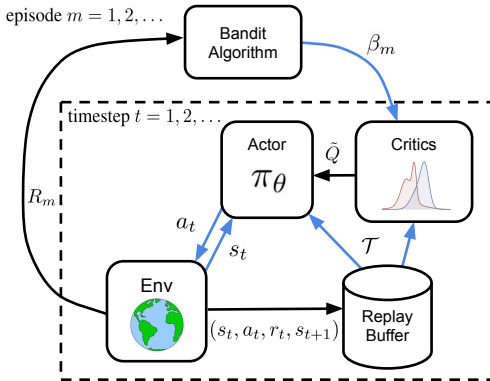 episode m = 1, 2, . . .
Bandit
Algorithm
β_m
timestep t = 1, 2, . . .
Actor
π_θ
Q̃
Critics
R_m
a_t
s_t
𝒯
Env
(s_t, a_t, r_t, s_{t+1})
Replay
Buffer